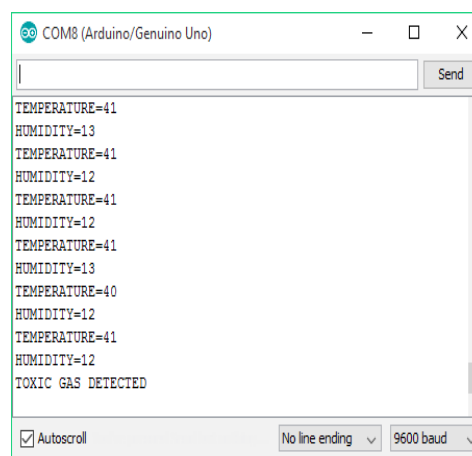 COM8 (Arduino/Genuino Uno)
Send
TEMPERATURE=41
HUMIDITY=13
TEMPERATURE=41
HUMIDITY=12
TEMPERATURE=41
HUMIDITY=12
TEMPERATURE=41
HUMIDITY=13
TEMPERATURE=40
HUMIDITY=12
TEMPERATURE=41
HUMIDITY=12
TOXIC GAS DETECTED
Autoscroll No line ending 9600 baud